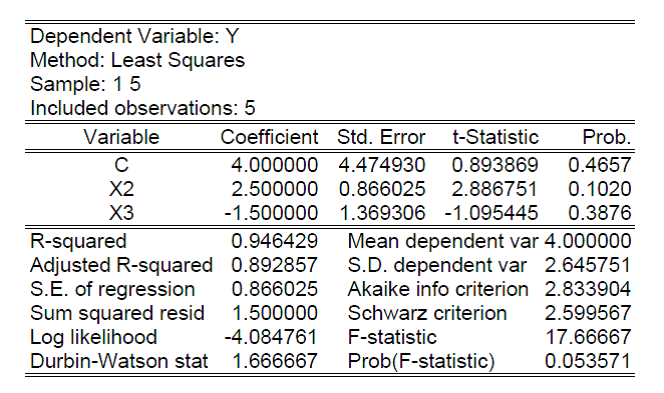 Dependent Variable: Y
Method: Least Squares
Sample: 1 5
Included observations: 5
Variable Coefficient Std. Error t-Statistic Prob.
C 4.000000 4.474930 0.893869 0.4657
X2 2.500000 0.866025 2.886751 0.1020
X3 -1.500000 1.369306 -1.095445 0.3876
R-squared 0.946429 Mean dependent var 4.000000
Adjusted R-squared 0.892857 S.D. dependent var 2.645751
S.E. of regression 0.866025 Akaike info criterion 2.833904
Sum squared resid 1.500000 Schwarz criterion 2.599567
Log likelihood -4.084761 F-statistic 17.66667
Durbin-Watson stat 1.666667 Prob(F-statistic) 0.053571